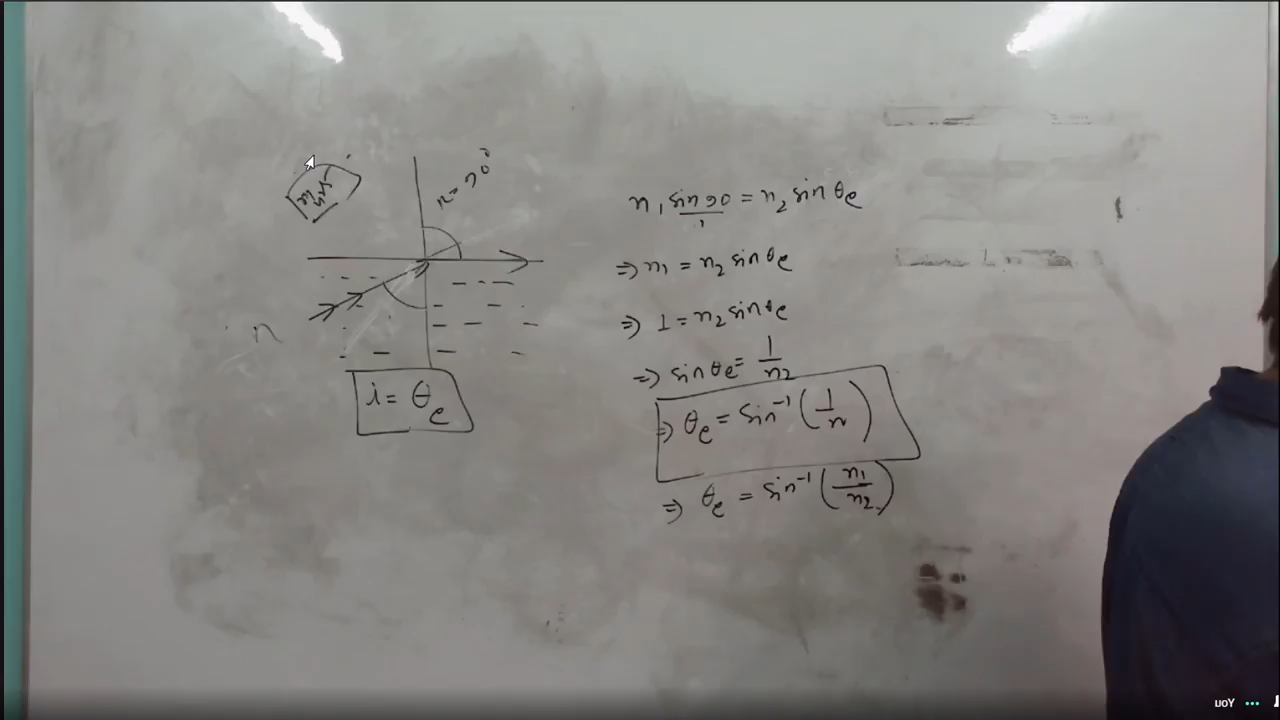 r = 90°
n
i = θc
n₁ sin 90 = n₂ sin θc
1
⇒ n₁ = n₂ sin θc
⇒ 1 = n₂ sin θc
⇒ sin θc = 1/n₂
⇒ θc = sin⁻¹ (1/n)
⇒ θc = sin⁻¹ (n₁/n₂)
You